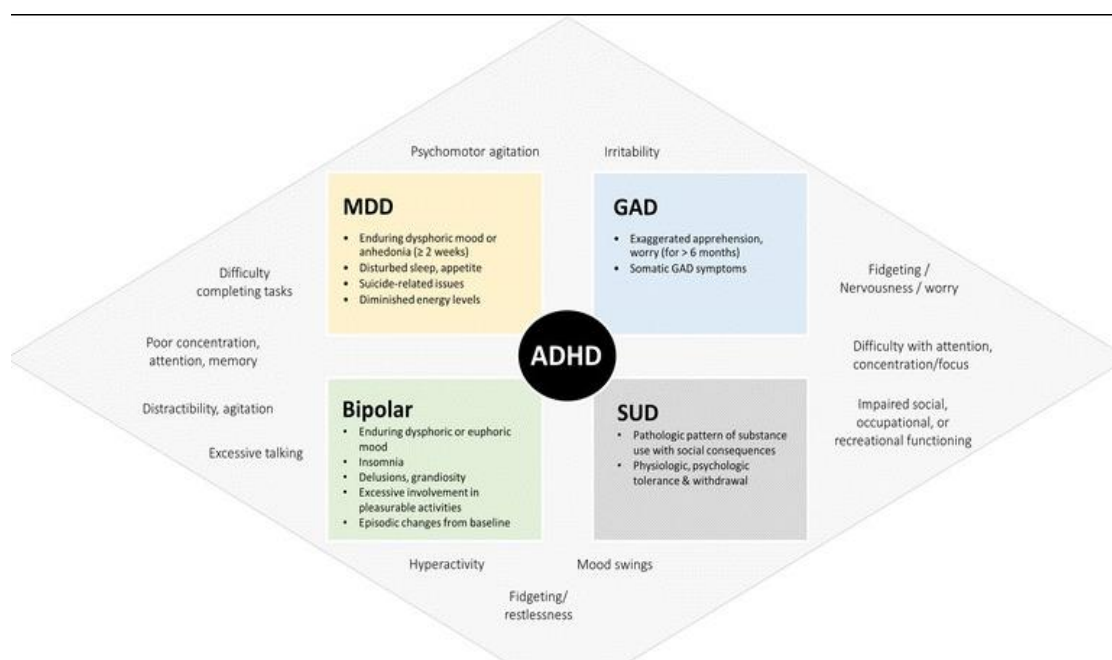 Psychomotor agitation
Irritability
MDD
• Enduring dysphoric mood or
anhedonia (≥ 2 weeks)
• Disturbed sleep, appetite
• Suicide-related issues
• Diminished energy levels
GAD
• Exaggerated apprehension,
worry (for > 6 months)
• Somatic GAD symptoms
Difficulty
completing tasks
Fidgeting /
Nervousness / worry
Poor concentration,
attention, memory
ADHD
Difficulty with attention,
concentration/focus
Distractibility, agitation
Excessive talking
Bipolar
• Enduring dysphoric or euphoric
mood
• Insomnia
• Delusions, grandiosity
• Excessive involvement in
pleasurable activities
• Episodic changes from baseline
SUD
• Pathologic pattern of substance
use with social consequences
• Physiologic, psychologic
tolerance & withdrawal
Impaired social,
occupational, or
recreational functioning
Hyperactivity
Mood swings
Fidgeting/
restlessness